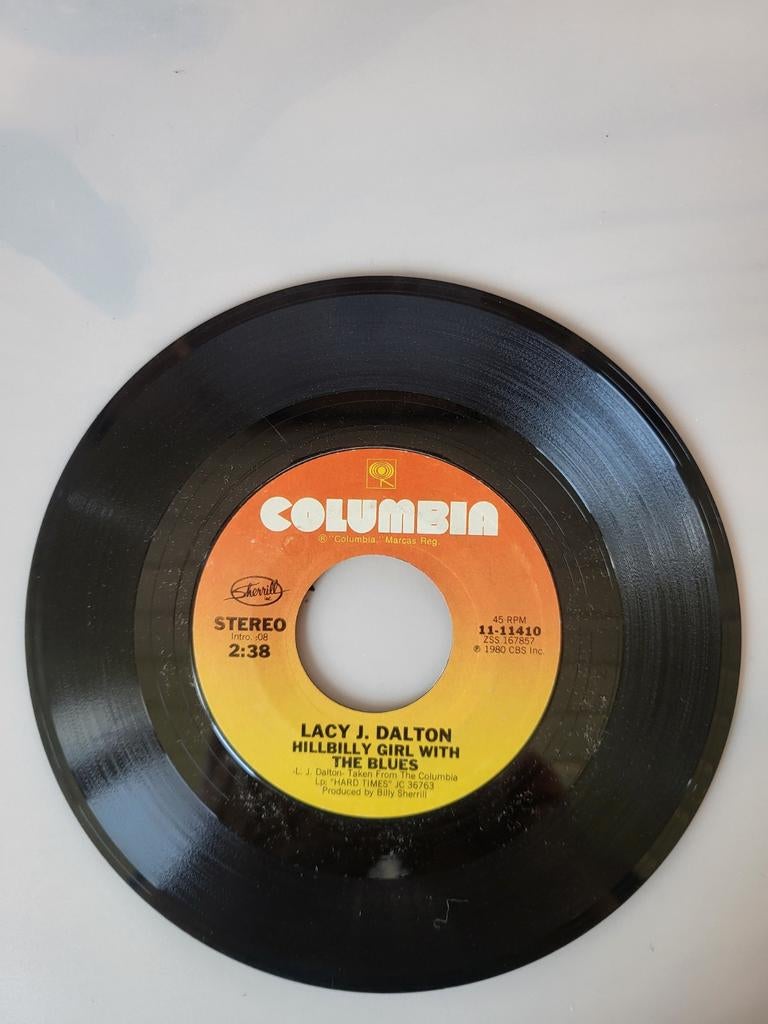 COLUMBIA
® "Columbia," Marcas Reg.
Sherrill
INC.
STEREO
Intro. :08
2:38
45 RPM
11-11410
ZSS 167857
℗ 1980 CBS Inc.
LACY J. DALTON
HILLBILLY GIRL WITH
THE BLUES
-L. J. Dalton- Taken From The Columbia
Lp: "HARD TIMES" JC 36763
Produced by Billy Sherrill